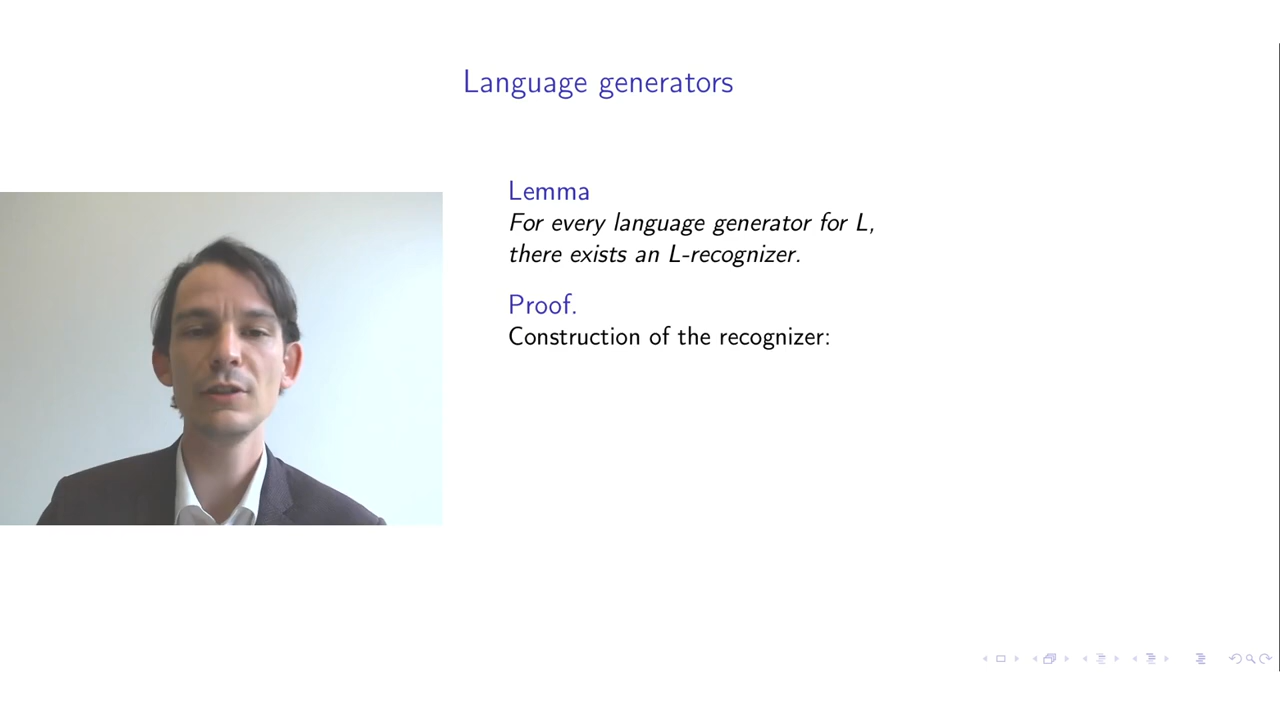 Language generators
Lemma
For every language generator for L,
there exists an L-recognizer.
Proof.
Construction of the recognizer: